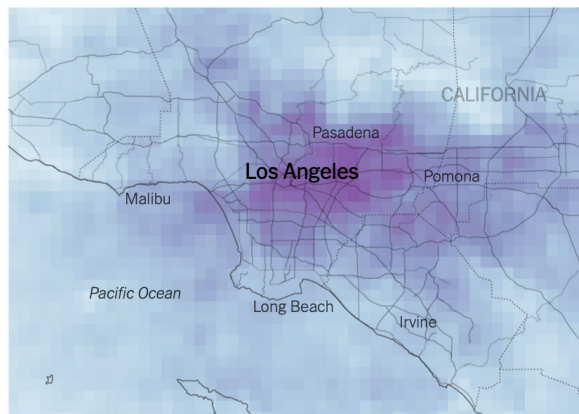 CALIFORNIA
Pasadena
Los Angeles
Pomona
Malibu
Pacific Ocean
Long Beach
Irvine